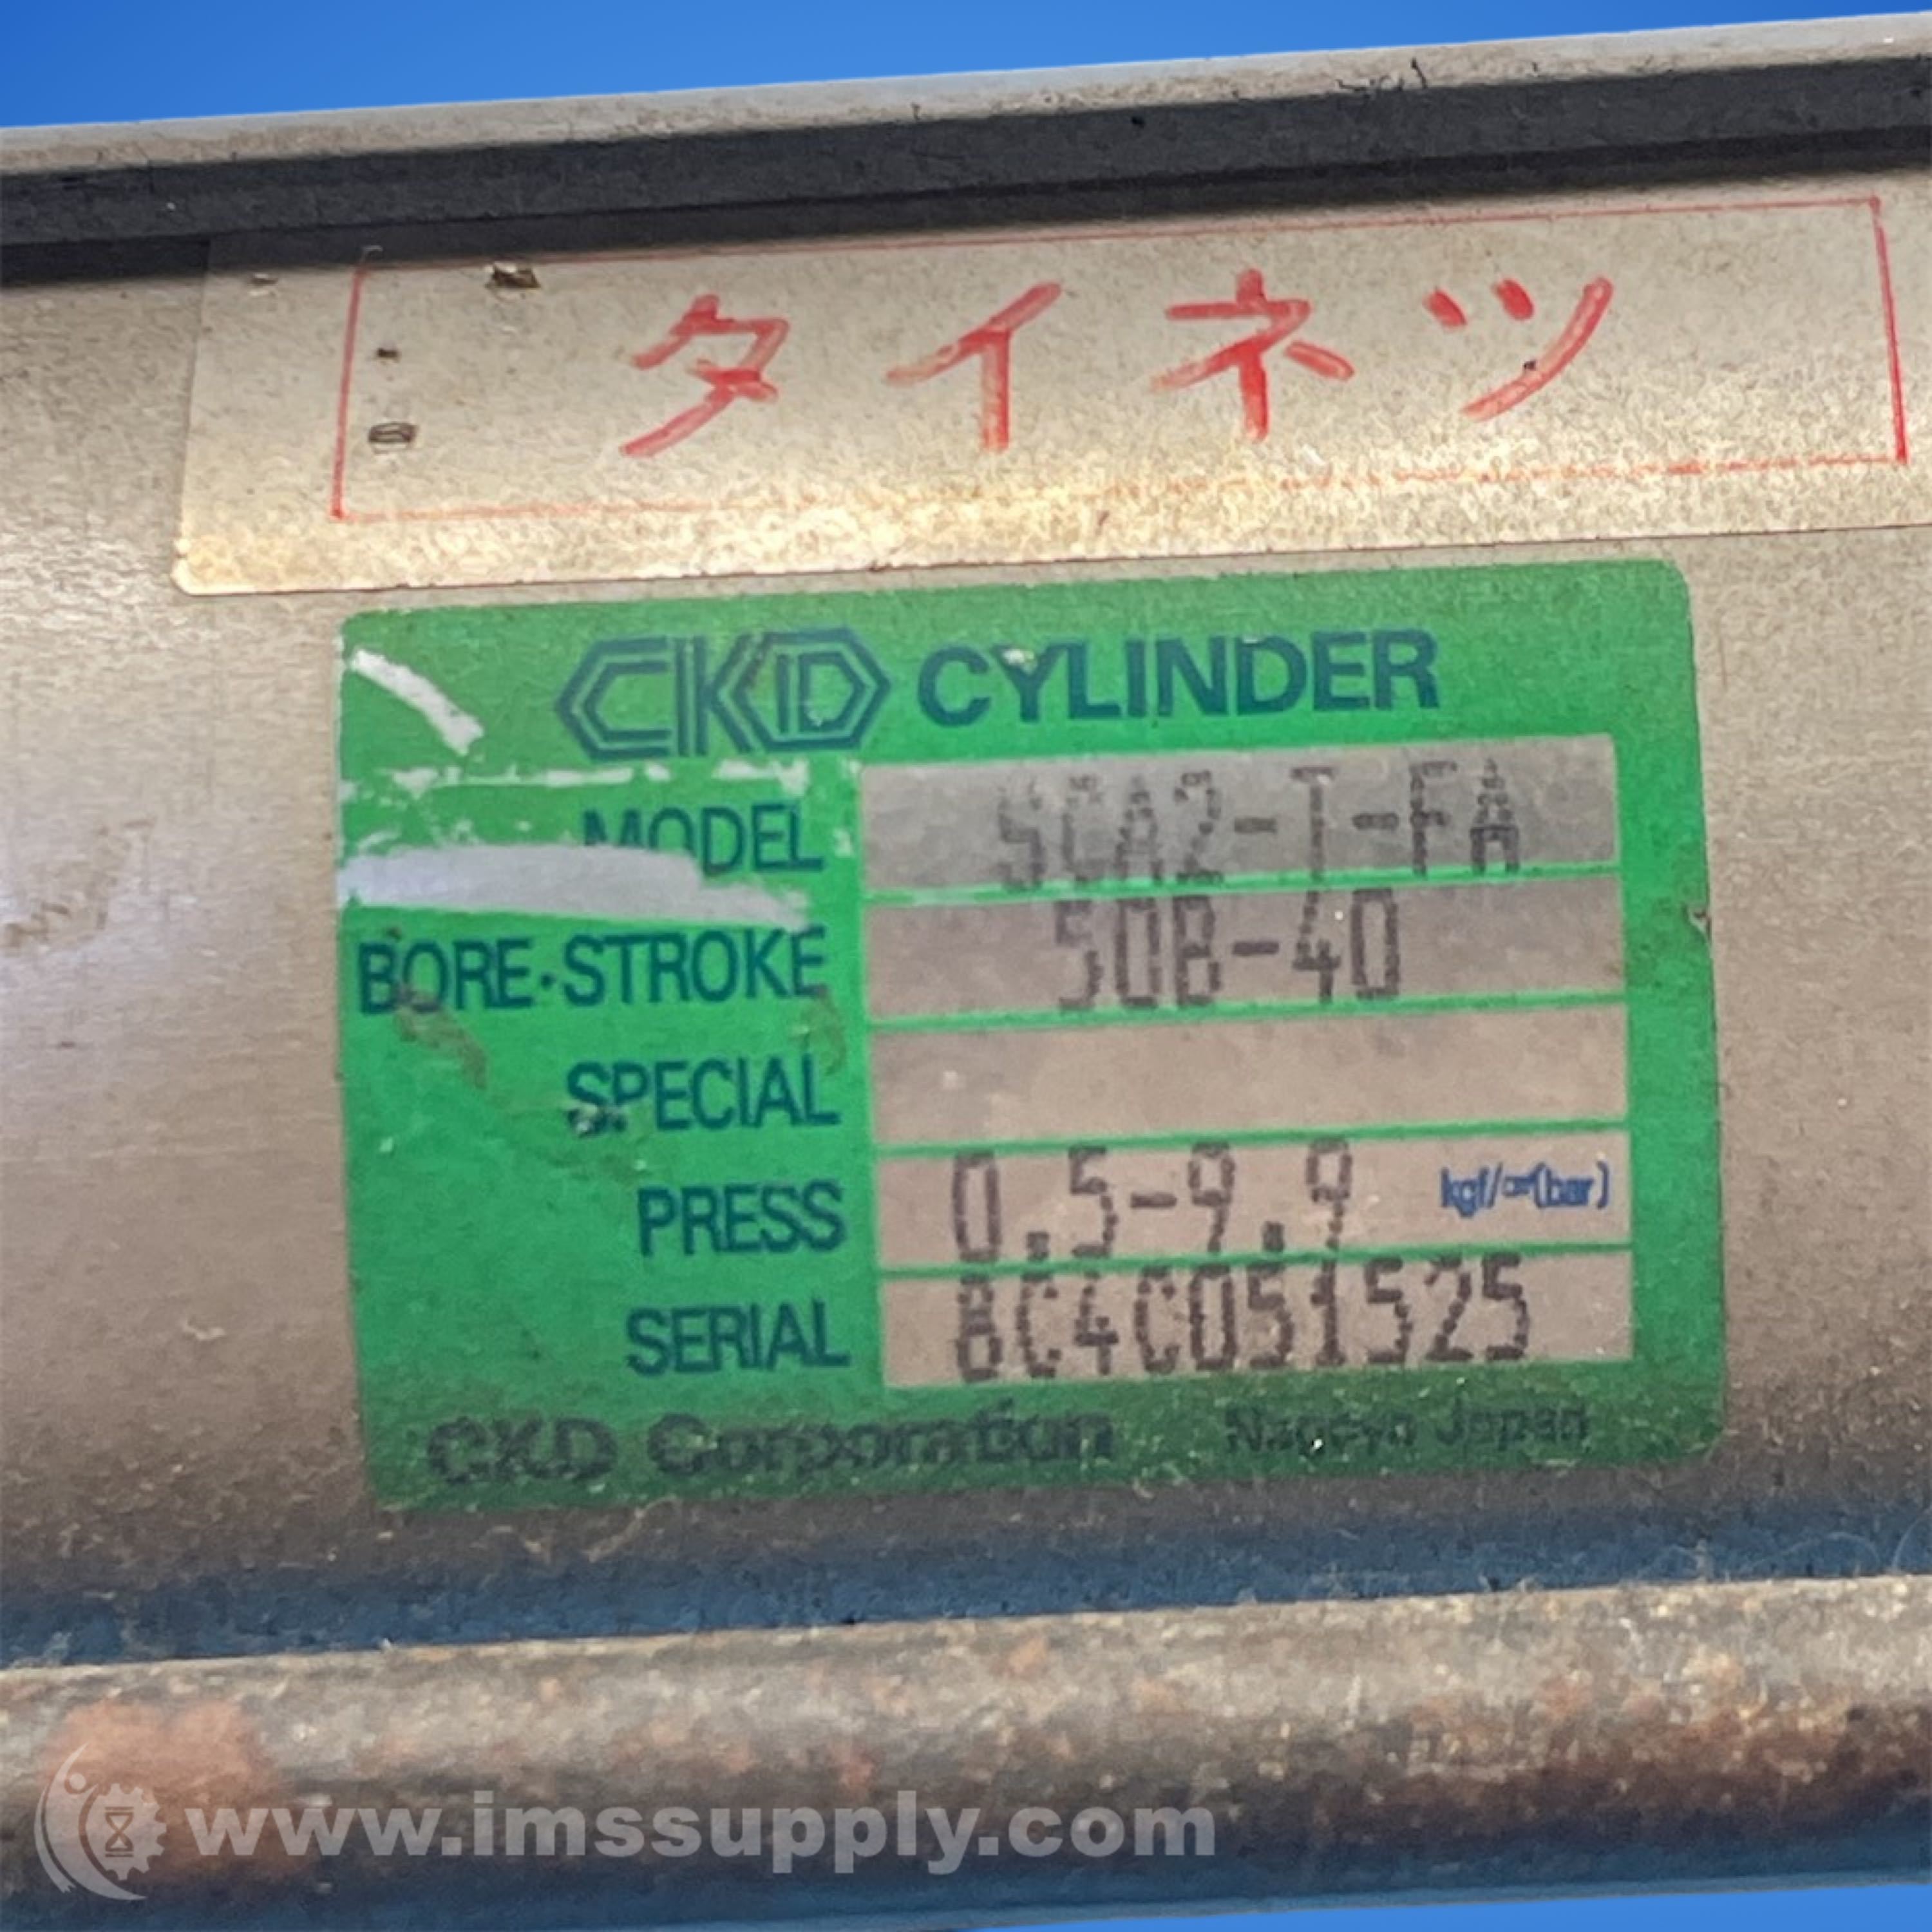 タイネツ
CKD CYLINDER
MODEL SCA2-T-FA
BORE·STROKE 50B-40
SPECIAL
PRESS 0.5-9.9 kgf/cm²(bar)
SERIAL 8C4C051525
CKD Corporation Nagoya Japan
www.imssupply.com